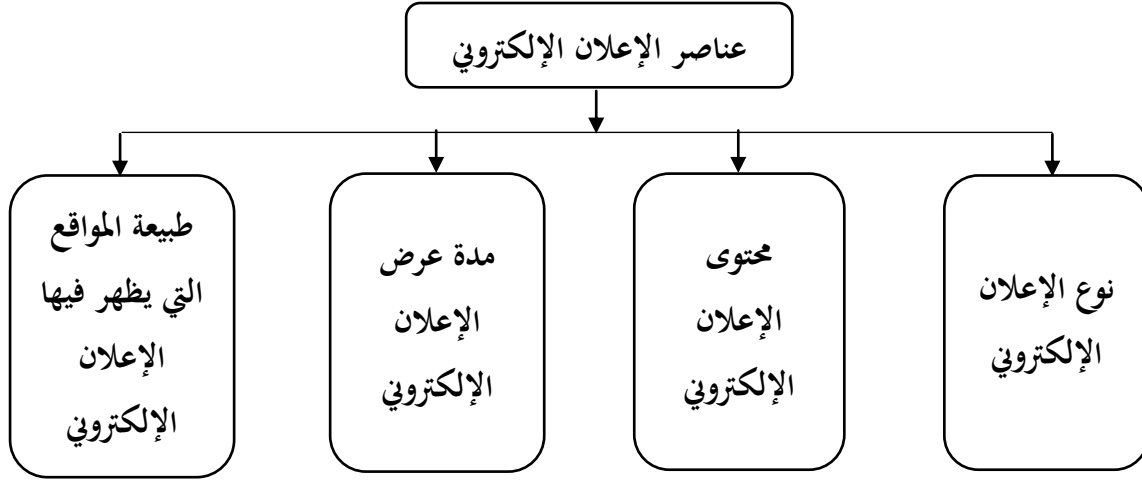 عناصر الإعلان الإلكتروني
نوع الإعلان
الإلكتروني
محتوى
الإعلان
الإلكتروني
مدة عرض
الإعلان
الإلكتروني
طبيعة المواقع
التي يظهر فيها
الإعلان
الإلكتروني